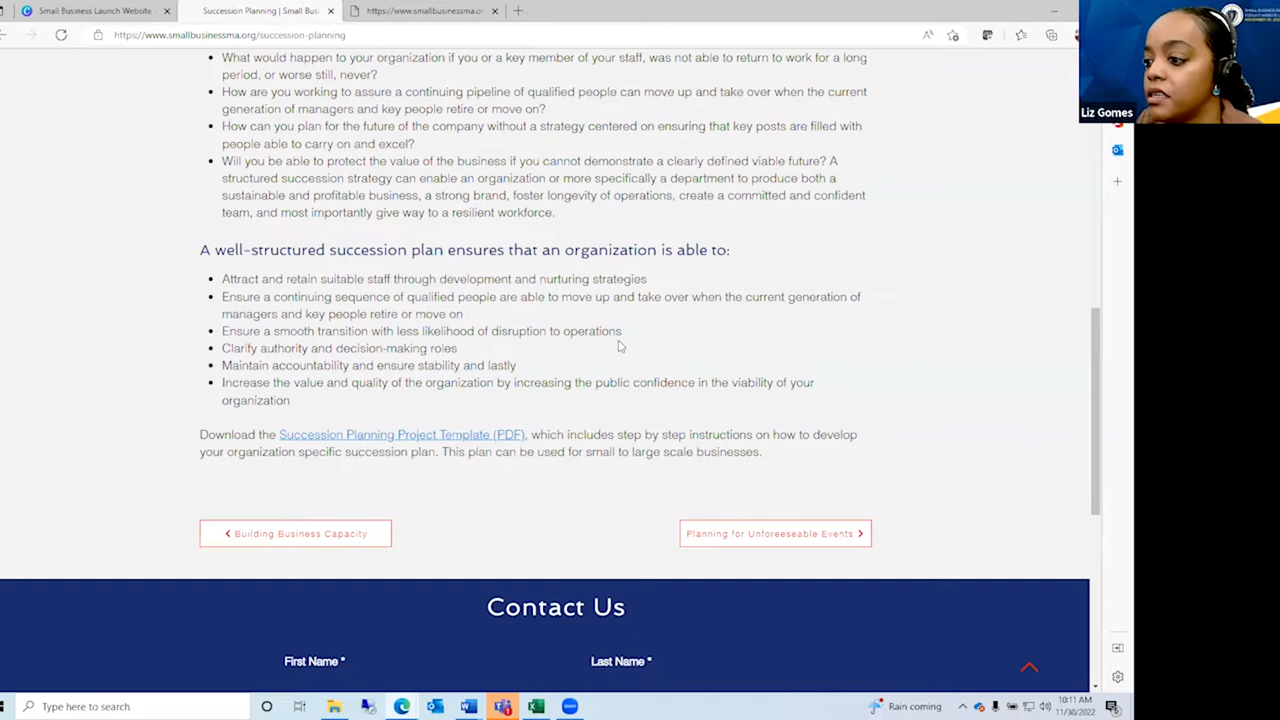 Small Business Launch Website
Succession Planning | Small Bus
https://www.smallbusinessma.or
https://www.smallbusinessma.org/succession-planning
Liz Gomes
What would happen to your organization if you or a key member of your staff, was not able to return to work for a long
period, or worse still, never?
How are you working to assure a continuing pipeline of qualified people can move up and take over when the current
generation of managers and key people retire or move on?
How can you plan for the future of the company without a strategy centered on ensuring that key posts are filled with
people able to carry on and excel?
Will you be able to protect the value of the business if you cannot demonstrate a clearly defined viable future? A
structured succession strategy can enable an organization or more specifically a department to produce both a
sustainable and profitable business, a strong brand, foster longevity of operations, create a committed and confident
team, and most importantly give way to a resilient workforce.
A well-structured succession plan ensures that an organization is able to:
Attract and retain suitable staff through development and nurturing strategies
Ensure a continuing sequence of qualified people are able to move up and take over when the current generation of
managers and key people retire or move on
Ensure a smooth transition with less likelihood of disruption to operations
Clarify authority and decision-making roles
Maintain accountability and ensure stability and lastly
Increase the value and quality of the organization by increasing the public confidence in the viability of your
organization
Download the Succession Planning Project Template (PDF), which includes step by step instructions on how to develop
your organization specific succession plan. This plan can be used for small to large scale businesses.
Building Business Capacity
Planning for Unforeeseable Events
Contact Us
First Name *
Last Name *
Type here to search
Rain coming
10:11 AM
11/30/2022